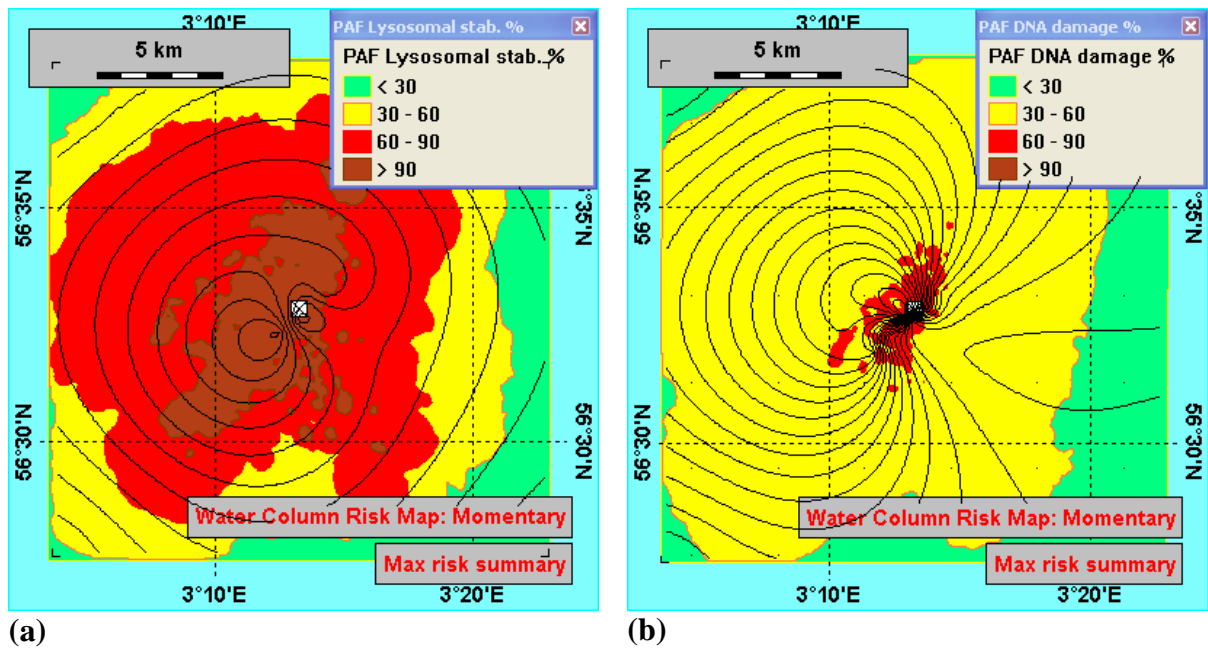 3°10'E
PAF Lysosomal stab. %
5 km
PAF Lysosomal stab. %
< 30
30 - 60
60 - 90
> 90
56°35'N
56°35'N
56°30'N
56°30'N
Water Column Risk Map: Momentary
Max risk summary
3°10'E
3°20'E
(a)
3°10'E
PAF DNA damage %
5 km
PAF DNA damage %
< 30
30 - 60
60 - 90
> 90
56°35'N
56°35'N
56°30'N
56°30'N
Water Column Risk Map: Momentary
Max risk summary
3°10'E
3°20'E
(b)